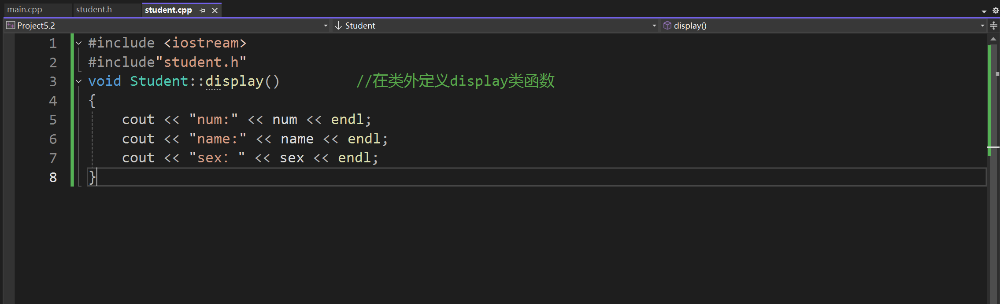 main.cpp student.h student.cpp
Project5.2 Student display()
1 #include <iostream>
2 #include"student.h"
3 void Student::display() //在类外定义display类函数
4 {
5 cout << "num:" << num << endl;
6 cout << "name:" << name << endl;
7 cout << "sex：" << sex << endl;
8 }